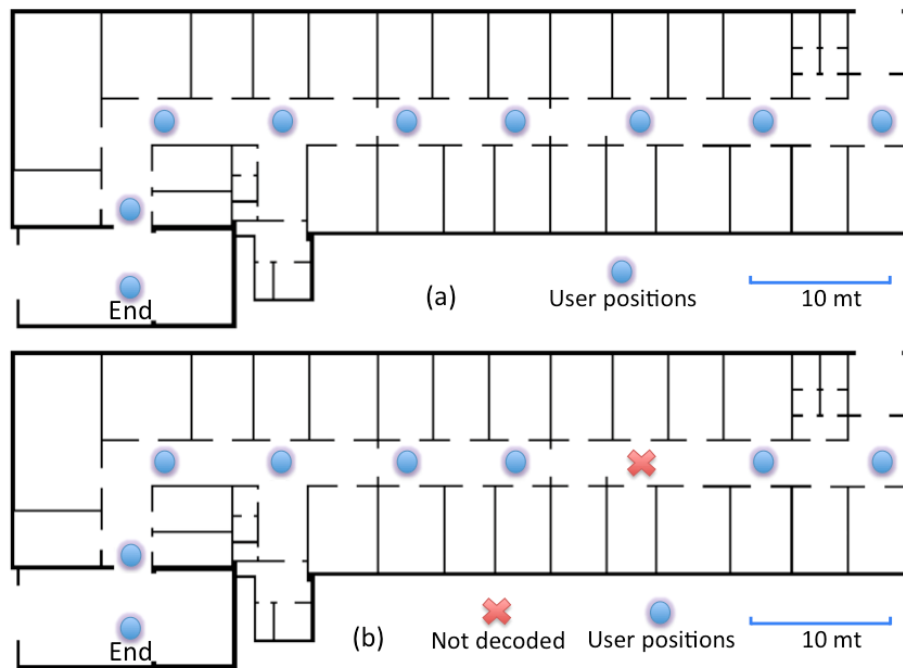 End
(a)
User positions
10 mt
End
(b)
Not decoded
User positions
10 mt